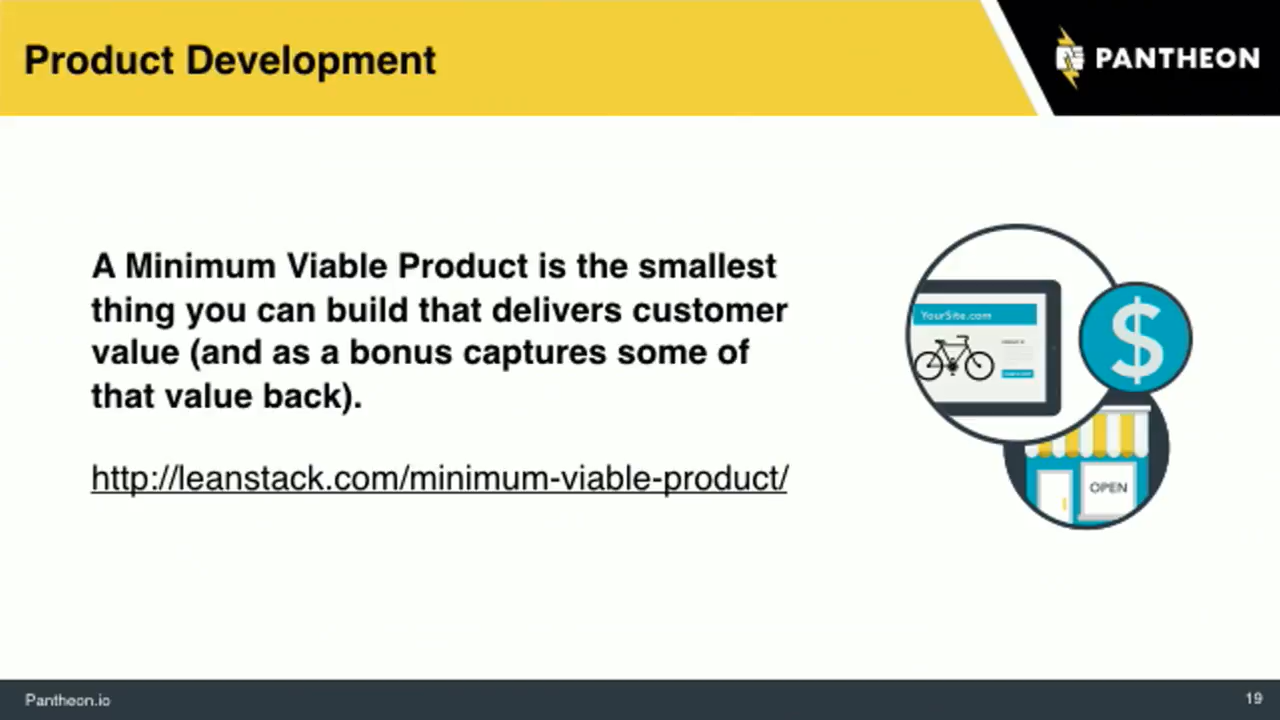 Product Development
PANTHEON
A Minimum Viable Product is the smallest
thing you can build that delivers customer
value (and as a bonus captures some of
that value back).
http://leanstack.com/minimum-viable-product/
YourSite.com
OPEN
$
Pantheon.io
19